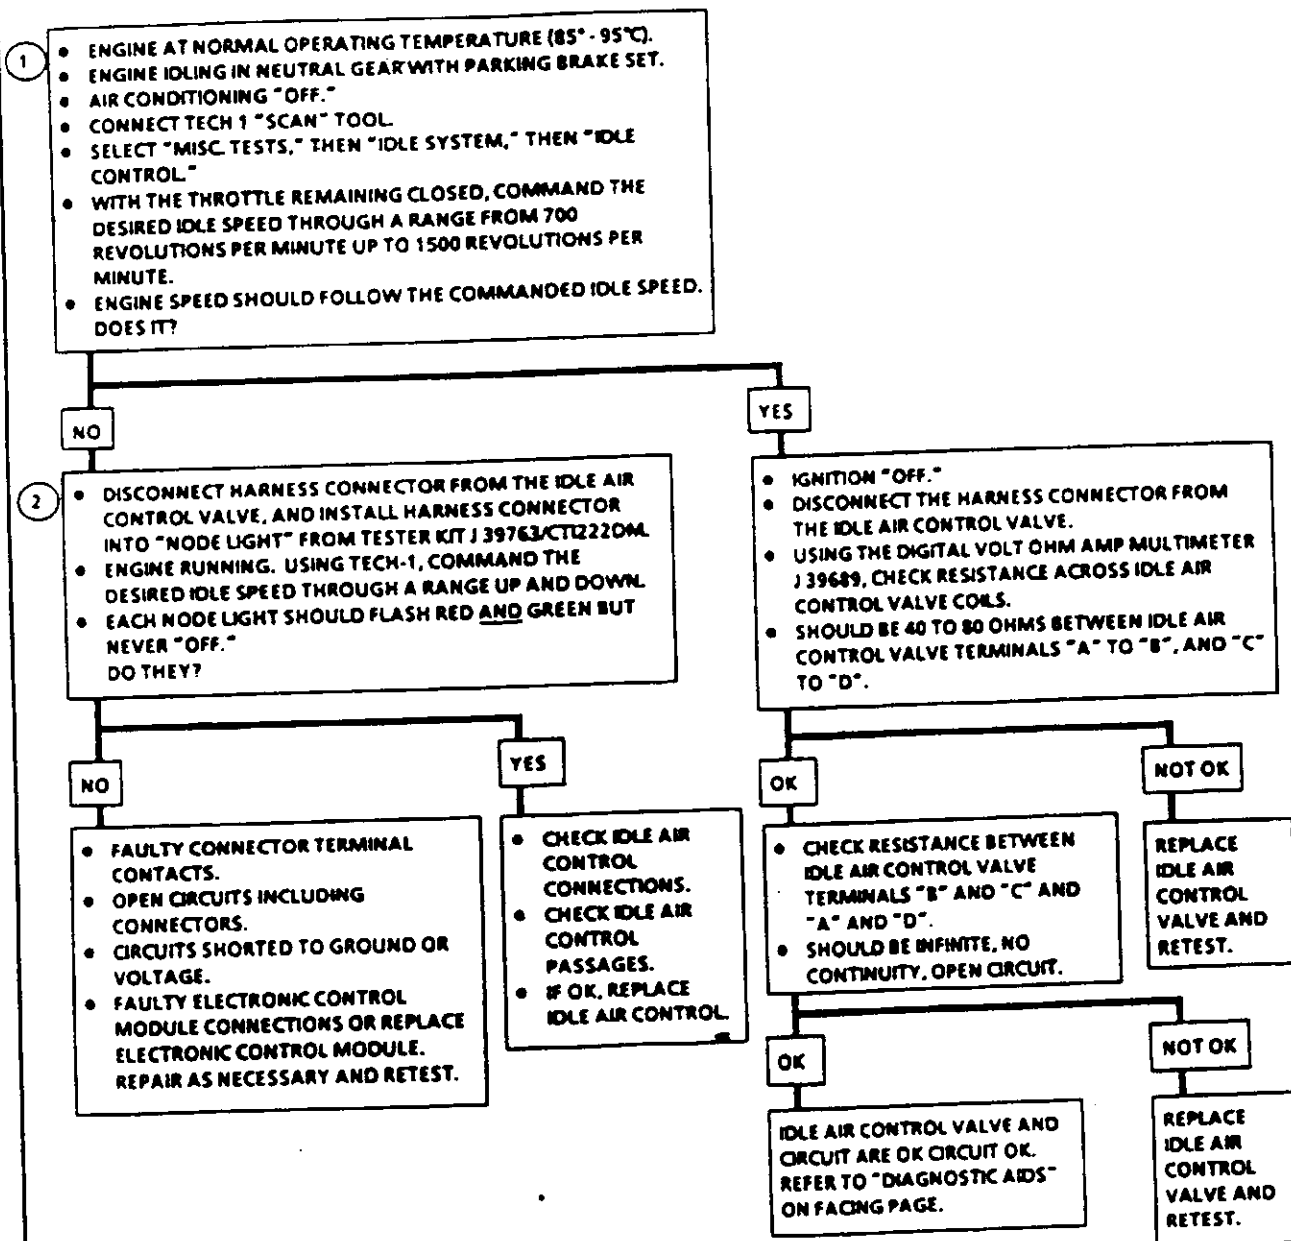 1
• ENGINE AT NORMAL OPERATING TEMPERATURE (85° - 95°C).
• ENGINE IDLING IN NEUTRAL GEAR WITH PARKING BRAKE SET.
• AIR CONDITIONING "OFF."
• CONNECT TECH 1 "SCAN" TOOL.
• SELECT "MISC. TESTS," THEN "IDLE SYSTEM," THEN "IDLE
CONTROL."
• WITH THE THROTTLE REMAINING CLOSED, COMMAND THE
DESIRED IDLE SPEED THROUGH A RANGE FROM 700
REVOLUTIONS PER MINUTE UP TO 1500 REVOLUTIONS PER
MINUTE.
• ENGINE SPEED SHOULD FOLLOW THE COMMANDED IDLE SPEED.
DOES IT?
NO
YES
2
• DISCONNECT HARNESS CONNECTOR FROM THE IDLE AIR
CONTROL VALVE, AND INSTALL HARNESS CONNECTOR
INTO "NODE LIGHT" FROM TESTER KIT J 39763/CTI222DM.
• ENGINE RUNNING. USING TECH-1, COMMAND THE
DESIRED IDLE SPEED THROUGH A RANGE UP AND DOWN.
• EACH NODE LIGHT SHOULD FLASH RED AND GREEN BUT
NEVER "OFF."
DO THEY?
• IGNITION "OFF."
• DISCONNECT THE HARNESS CONNECTOR FROM
THE IDLE AIR CONTROL VALVE.
• USING THE DIGITAL VOLT OHM AMP MULTIMETER
J 39689, CHECK RESISTANCE ACROSS IDLE AIR
CONTROL VALVE COILS.
• SHOULD BE 40 TO 80 OHMS BETWEEN IDLE AIR
CONTROL VALVE TERMINALS "A" TO "B", AND "C"
TO "D".
NO
YES
OK
NOT OK
• FAULTY CONNECTOR TERMINAL
CONTACTS.
• OPEN CIRCUITS INCLUDING
CONNECTORS.
• CIRCUITS SHORTED TO GROUND OR
VOLTAGE.
• FAULTY ELECTRONIC CONTROL
MODULE CONNECTIONS OR REPLACE
ELECTRONIC CONTROL MODULE.
REPAIR AS NECESSARY AND RETEST.
• CHECK IDLE AIR
CONTROL
CONNECTIONS.
• CHECK IDLE AIR
CONTROL
PASSAGES.
• IF OK, REPLACE
IDLE AIR CONTROL.
• CHECK RESISTANCE BETWEEN
IDLE AIR CONTROL VALVE
TERMINALS "B" AND "C" AND
"A" AND "D".
• SHOULD BE INFINITE, NO
CONTINUITY, OPEN CIRCUIT.
REPLACE
IDLE AIR
CONTROL
VALVE AND
RETEST.
OK
NOT OK
IDLE AIR CONTROL VALVE AND
CIRCUIT ARE OK CIRCUIT OK.
REFER TO "DIAGNOSTIC AIDS"
ON FACING PAGE.
REPLACE
IDLE AIR
CONTROL
VALVE AND
RETEST.